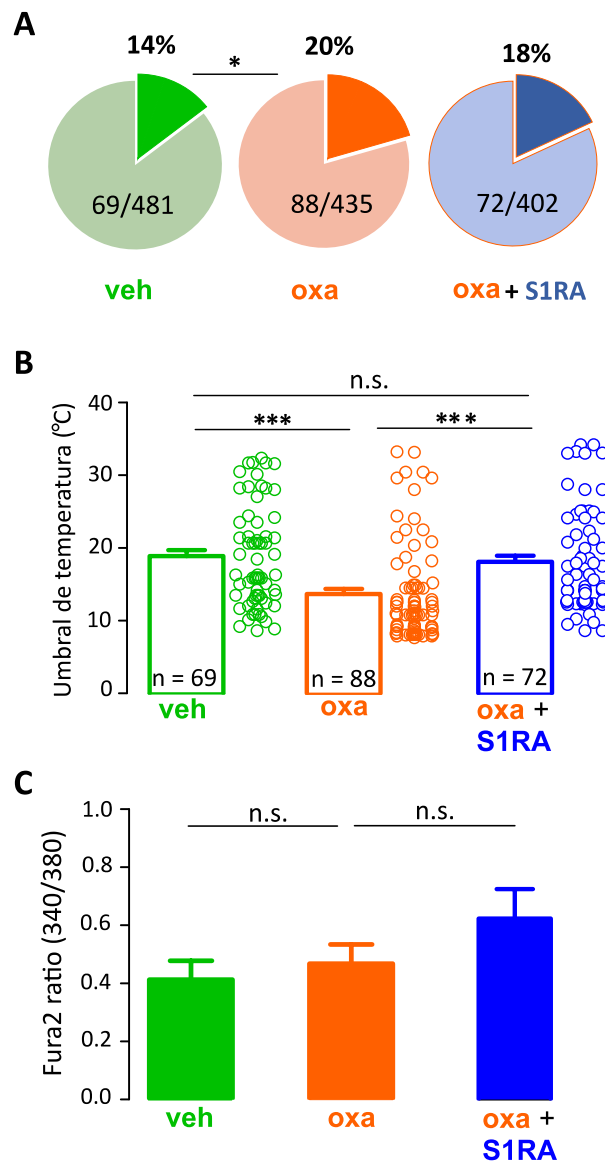 A
14%
*
20%
18%
69/481
88/435
72/402
veh
oxa
oxa + S1RA
B
n.s.
***
***
Umbral de temperatura (°C)
40
30
20
10
0
n = 69
n = 88
n = 72
veh
oxa
oxa +
S1RA
C
n.s.
n.s.
Fura2 ratio (340/380)
1.0
0.8
0.6
0.4
0.2
0.0
veh
oxa
oxa +
S1RA